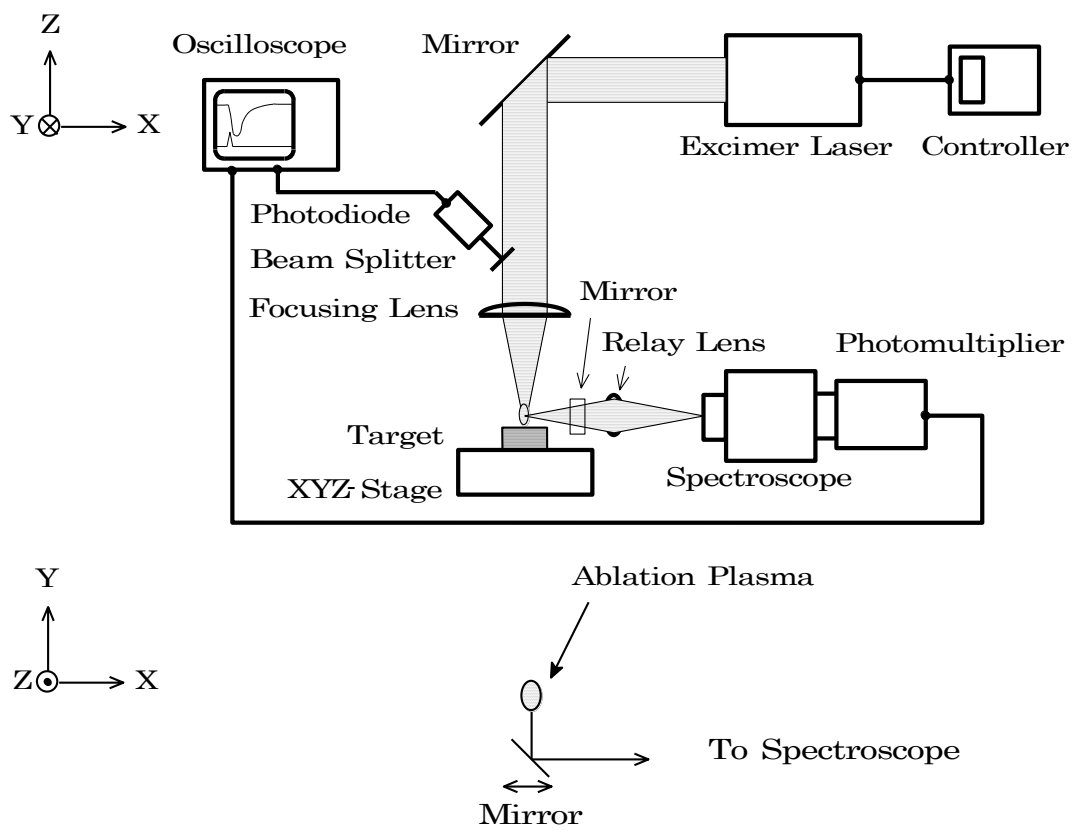 Z
Oscilloscope
Mirror
Y
X
Excimer Laser
Controller
Photodiode
Beam Splitter
Mirror
Focusing Lens
Relay Lens
Photomultiplier
Target
Spectroscope
XYZ-Stage
Y
Ablation Plasma
Z
X
To Spectroscope
Mirror